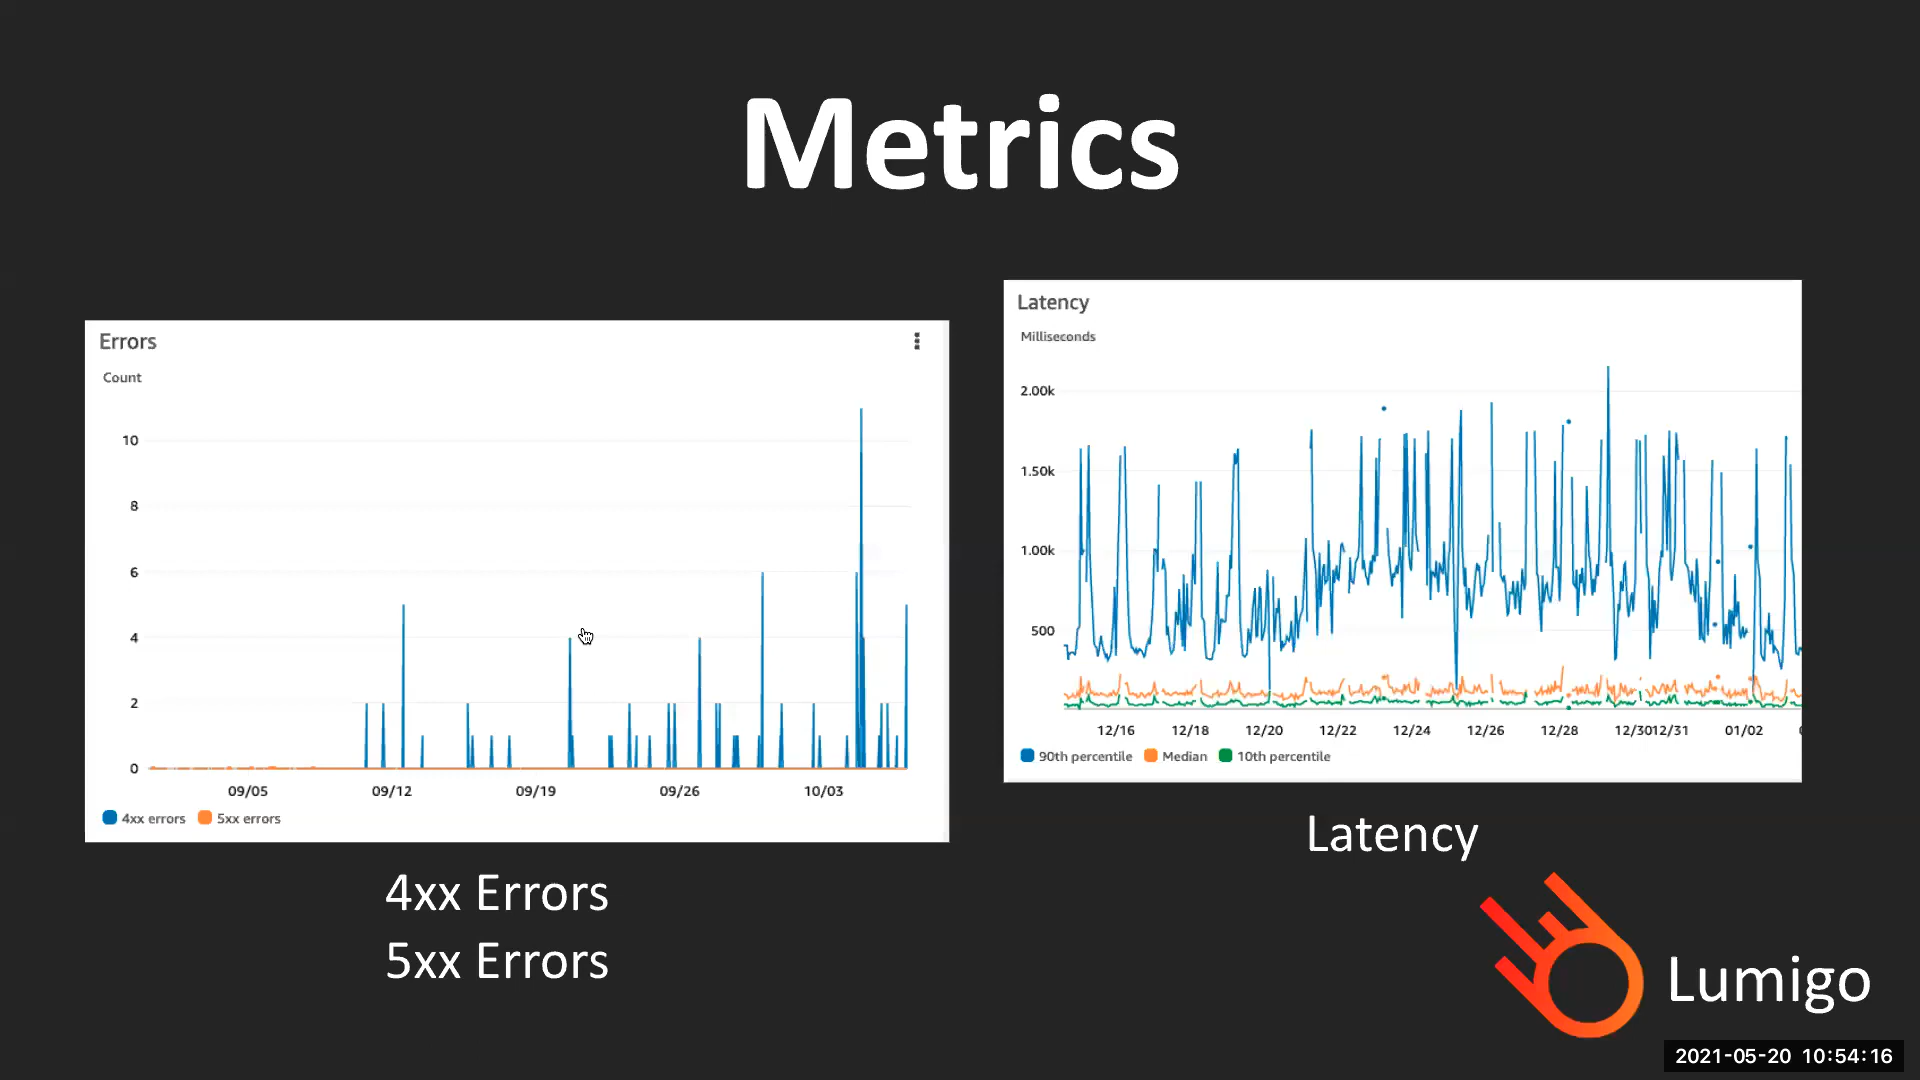 Metrics
Errors
Count
10
8
6
4
2
0
09/05 09/12 09/19 09/26 10/03
4xx errors 5xx errors
4xx Errors
5xx Errors
Latency
Milliseconds
2.00k
1.50k
1.00k
500
12/16 12/18 12/20 12/22 12/24 12/26 12/28 12/30 12/31 01/02
90th percentile Median 10th percentile
Latency
Lumigo
2021-05-20 10:54:16